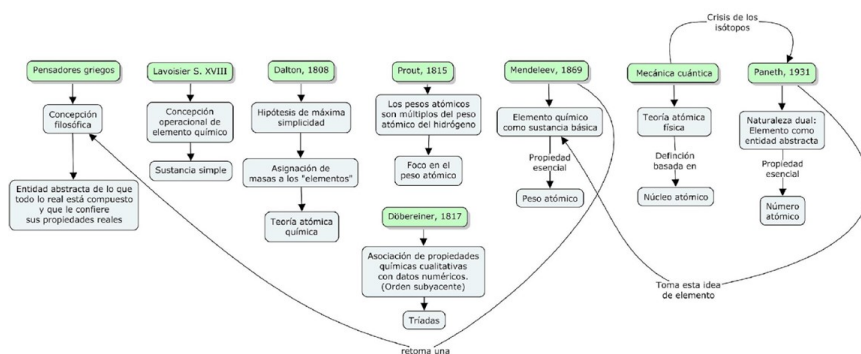 Crisis de los
isótopos
Pensadores griegos
Lavoisier S. XVIII
Dalton, 1808
Prout, 1815
Mendeleev, 1869
Mecánica cuántica
Paneth, 1931
Concepción
filosófica
Concepción
operacional de
elemento químico
Hipótesis de máxima
simplicidad
Los pesos atómicos
son múltiplos del peso
atómico del hidrógeno
Elemento químico
como sustancia básica
Teoría atómica
física
Naturaleza dual:
Elemento como
entidad abstracta
Entidad abstracta de lo que
todo lo real está compuesto
y que le confiere
sus propiedades reales
Sustancia simple
Asignación de
masas a los "elementos"
Foco en el
peso atómico
Propiedad
esencial
Definción
basada en
Propiedad
esencial
Teoría atómica
química
Peso atómico
Núcleo atómico
Número
atómico
Döbereiner, 1817
Asociación de propiedades
químicas cualitativas
con datos numéricos.
(Orden subyacente)
Tríadas
Toma esta idea
de elemento
retoma una